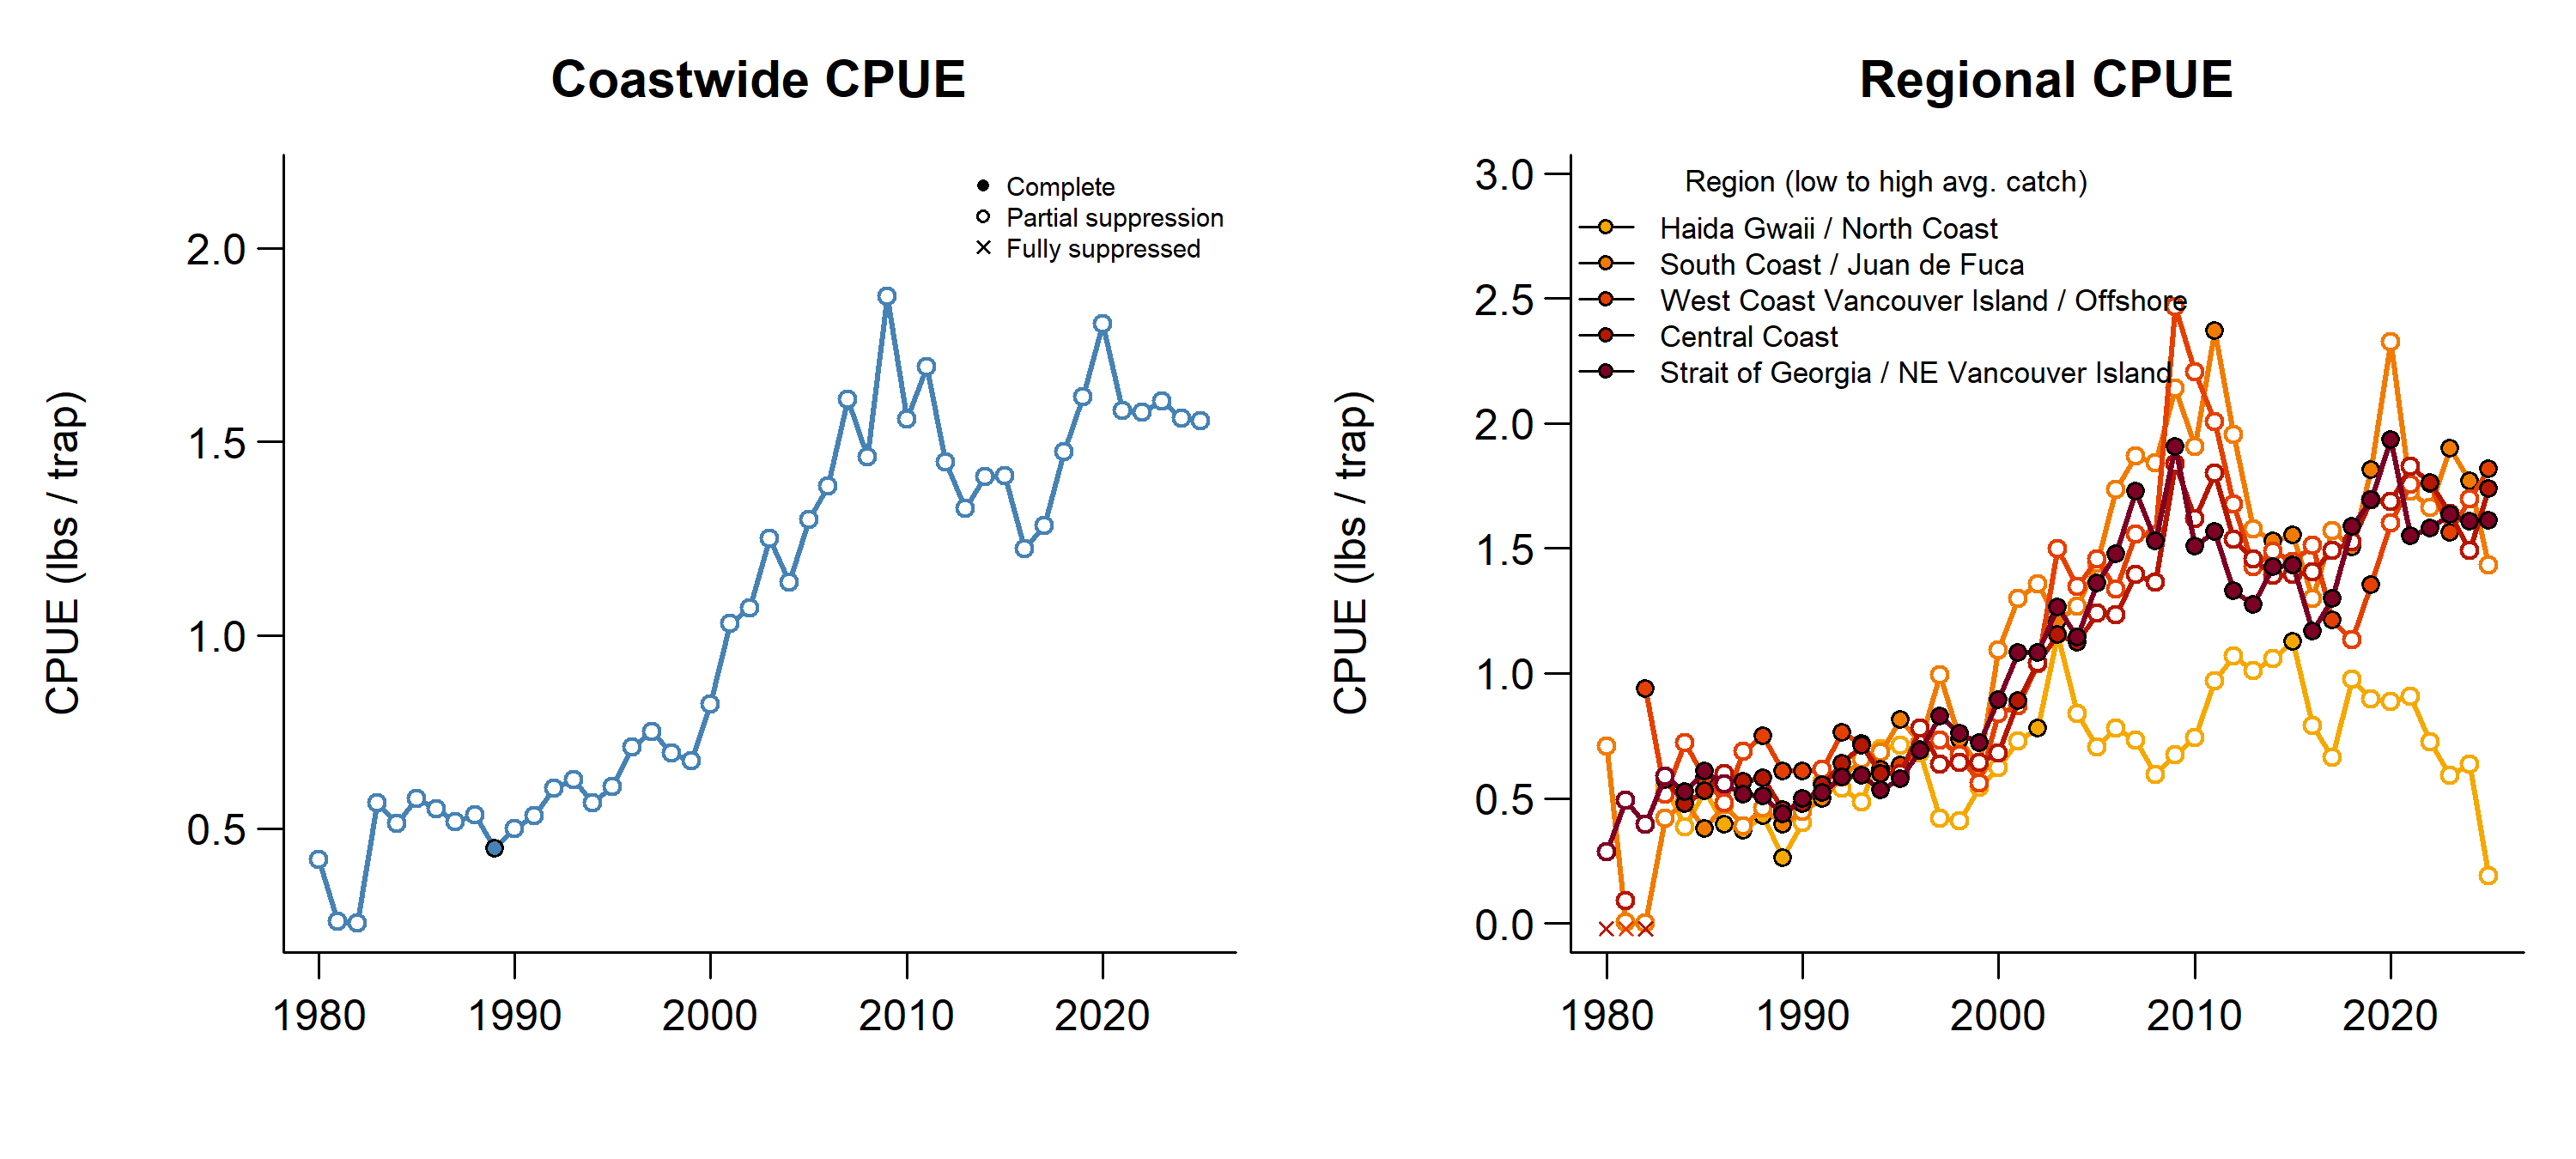 Coastwide CPUE
CPUE (lbs / trap)
2.0
1.5
1.0
0.5
1980 1990 2000 2010 2020
Complete
Partial suppression
Fully suppressed
Regional CPUE
CPUE (lbs / trap)
3.0
2.5
2.0
1.5
1.0
0.5
0.0
1980 1990 2000 2010 2020
Region (low to high avg. catch)
Haida Gwaii / North Coast
South Coast / Juan de Fuca
West Coast Vancouver Island / Offshore
Central Coast
Strait of Georgia / NE Vancouver Island